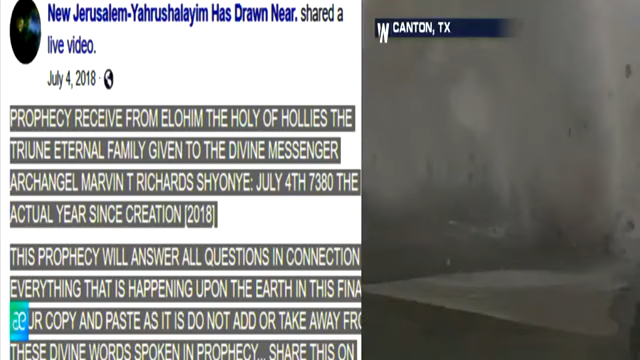 New Jerusalem-Yahrushalayim Has Drawn Near. shared a
live video.
July 4, 2018 ·
PROPHECY RECEIVE FROM ELOHIM THE HOLY OF HOLLIES THE
TRIUNE ETERNAL FAMILY GIVEN TO THE DIVINE MESSENGER
ARCHANGEL MARVIN T RICHARDS SHYONYE: JULY 4TH 7380 THE
ACTUAL YEAR SINCE CREATION [2018]
THIS PROPHECY WILL ANSWER ALL QUESTIONS IN CONNECTION
EVERYTHING THAT IS HAPPENING UPON THE EARTH IN THIS FINA
UR COPY AND PASTE AS IT IS DO NOT ADD OR TAKE AWAY FRO
THESE DIVINE WORDS SPOKEN IN PROPHECY... SHARE THIS ON
W CANTON, TX